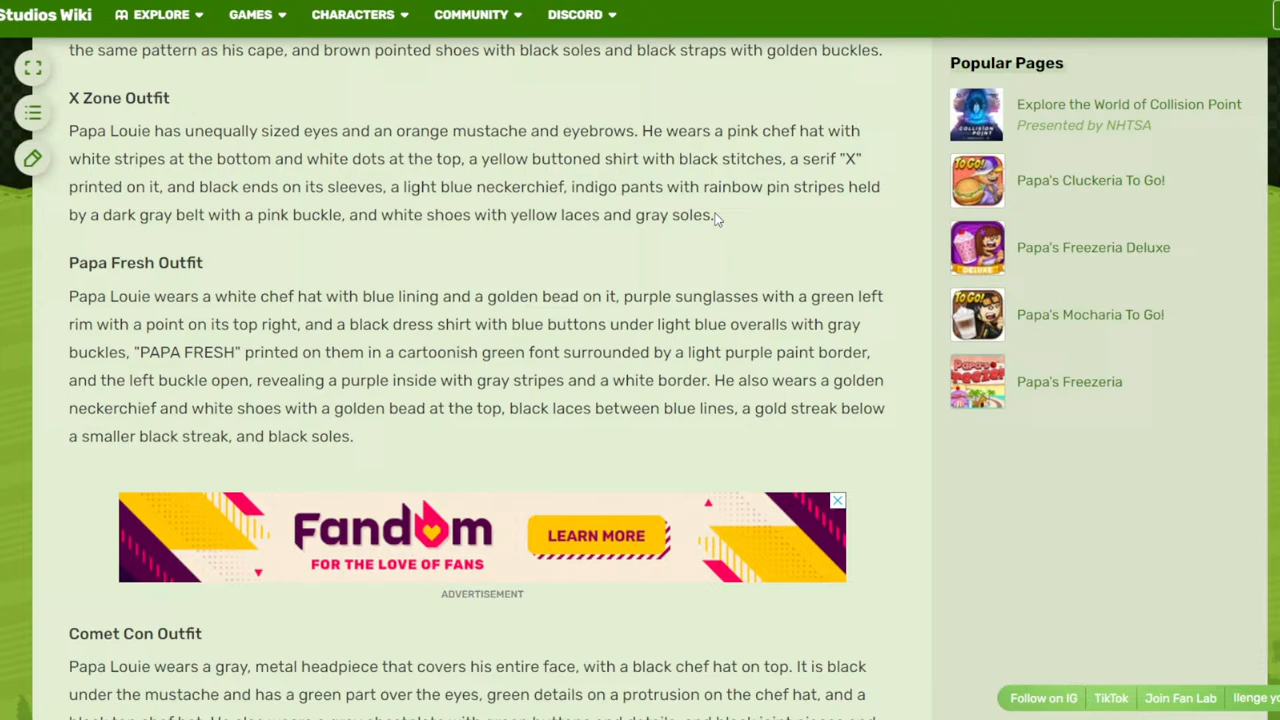 Studios Wiki
EXPLORE
GAMES
CHARACTERS
COMMUNITY
DISCORD
the same pattern as his cape, and brown pointed shoes with black soles and black straps with golden buckles.
X Zone Outfit
Papa Louie has unequally sized eyes and an orange mustache and eyebrows. He wears a pink chef hat with
white stripes at the bottom and white dots at the top, a yellow buttoned shirt with black stitches, a serif "X"
printed on it, and black ends on its sleeves, a light blue neckerchief, indigo pants with rainbow pin stripes held
by a dark gray belt with a pink buckle, and white shoes with yellow laces and gray soles.
Papa Fresh Outfit
Papa Louie wears a white chef hat with blue lining and a golden bead on it, purple sunglasses with a green left
rim with a point on its top right, and a black dress shirt with blue buttons under light blue overalls with gray
buckles, "PAPA FRESH" printed on them in a cartoonish green font surrounded by a light purple paint border,
and the left buckle open, revealing a purple inside with gray stripes and a white border. He also wears a golden
neckerchief and white shoes with a golden bead at the top, black laces between blue lines, a gold streak below
a smaller black streak, and black soles.
Fandom
FOR THE LOVE OF FANS
LEARN MORE
ADVERTISEMENT
Comet Con Outfit
Papa Louie wears a gray, metal headpiece that covers his entire face, with a black chef hat on top. It is black
under the mustache and has a green part over the eyes, green details on a protrusion on the chef hat, and a
Popular Pages
COLLISION
Explore the World of Collision Point
Presented by NHTSA
TO GO!
Papa's Cluckeria To Go!
DELUXE
Papa's Freezeria Deluxe
TO GO!
Papa's Mocharia To Go!
Papa's
Papa's Freezeria
Follow on IG
TikTok
Join Fan Lab
llenge yo